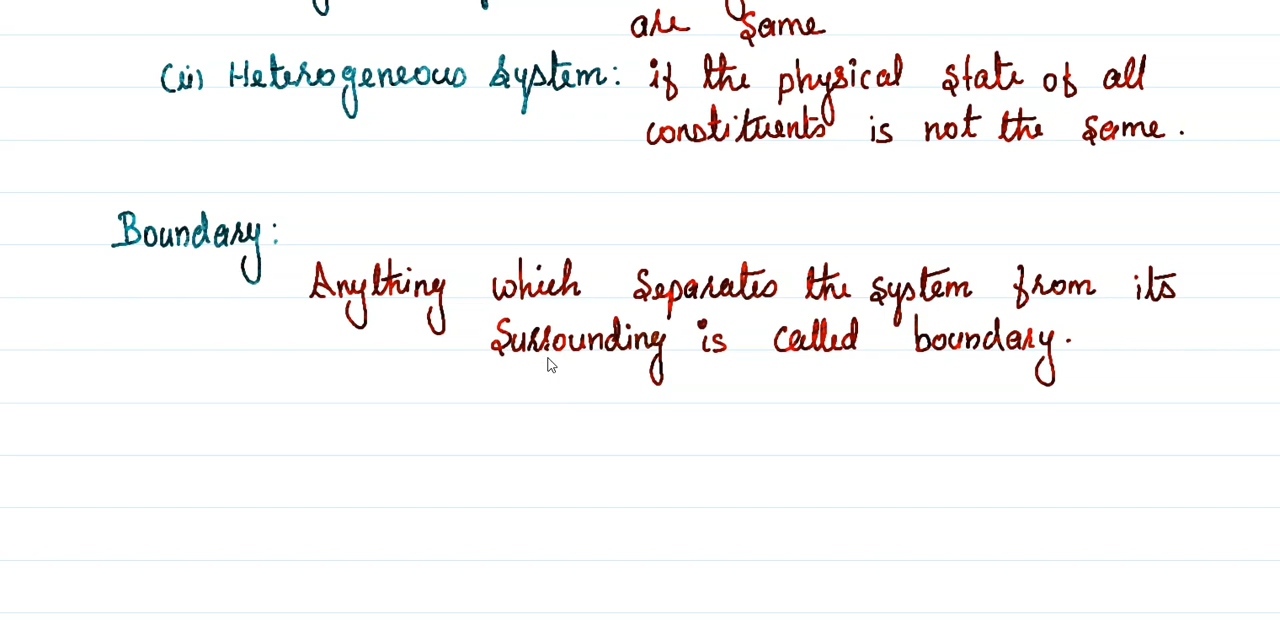 are same
(ii) Heterogeneous system: if the physical state of all
constituents is not the same.
Boundary:
Anything which separates the system from its
surrounding is called boundary.